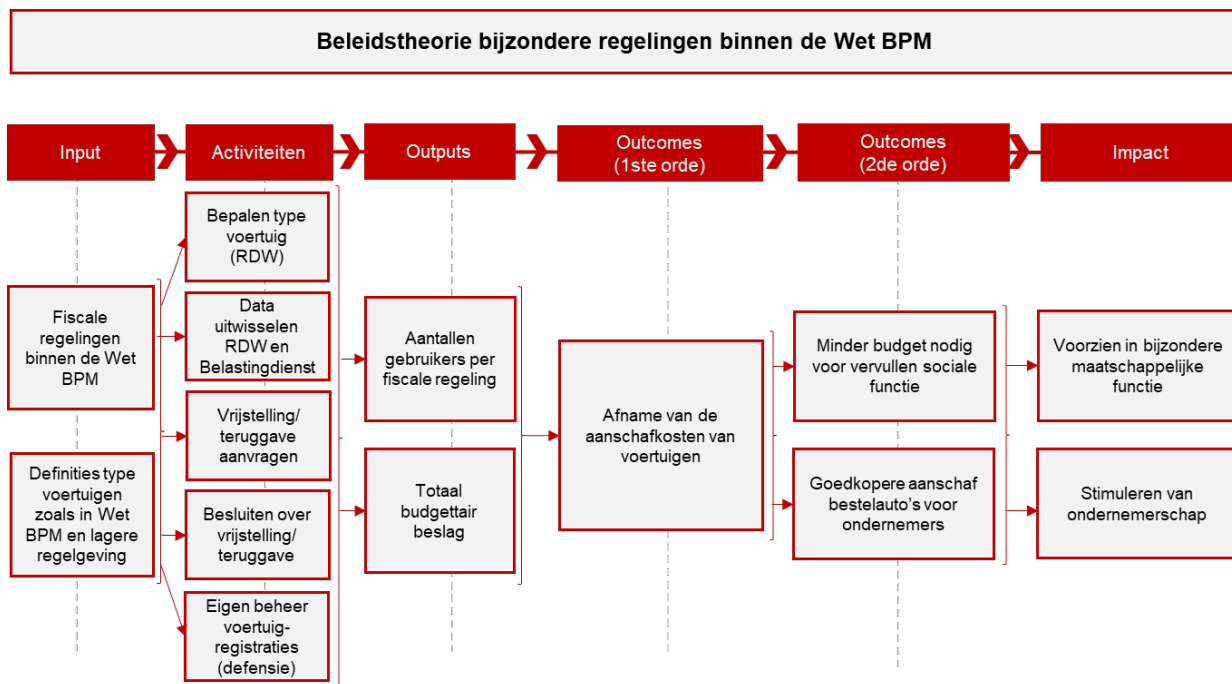 Beleidstheorie bijzondere regelingen binnen de Wet BPM
Input
Activiteiten
Outputs
Outcomes
(1ste orde)
Outcomes
(2de orde)
Impact
Fiscale
regelingen
binnen de Wet
BPM
Definities type
voertuigen
zoals in Wet
BPM en lagere
regelgeving
Bepalen type
voertuig
(RDW)
Data
uitwisselen
RDW en
Belastingdienst
Vrijstelling/
teruggave
aanvragen
Besluiten over
vrijstelling/
teruggave
Eigen beheer
voertuig-
registraties
(defensie)
Aantallen
gebruikers per
fiscale regeling
Totaal
budgettair
beslag
Afname van de
aanschafkosten van
voertuigen
Minder budget nodig
voor vervullen sociale
functie
Goedkopere aanschaf
bestelauto’s voor
ondernemers
Voorzien in bijzondere
maatschappelijke
functie
Stimuleren van
ondernemerschap